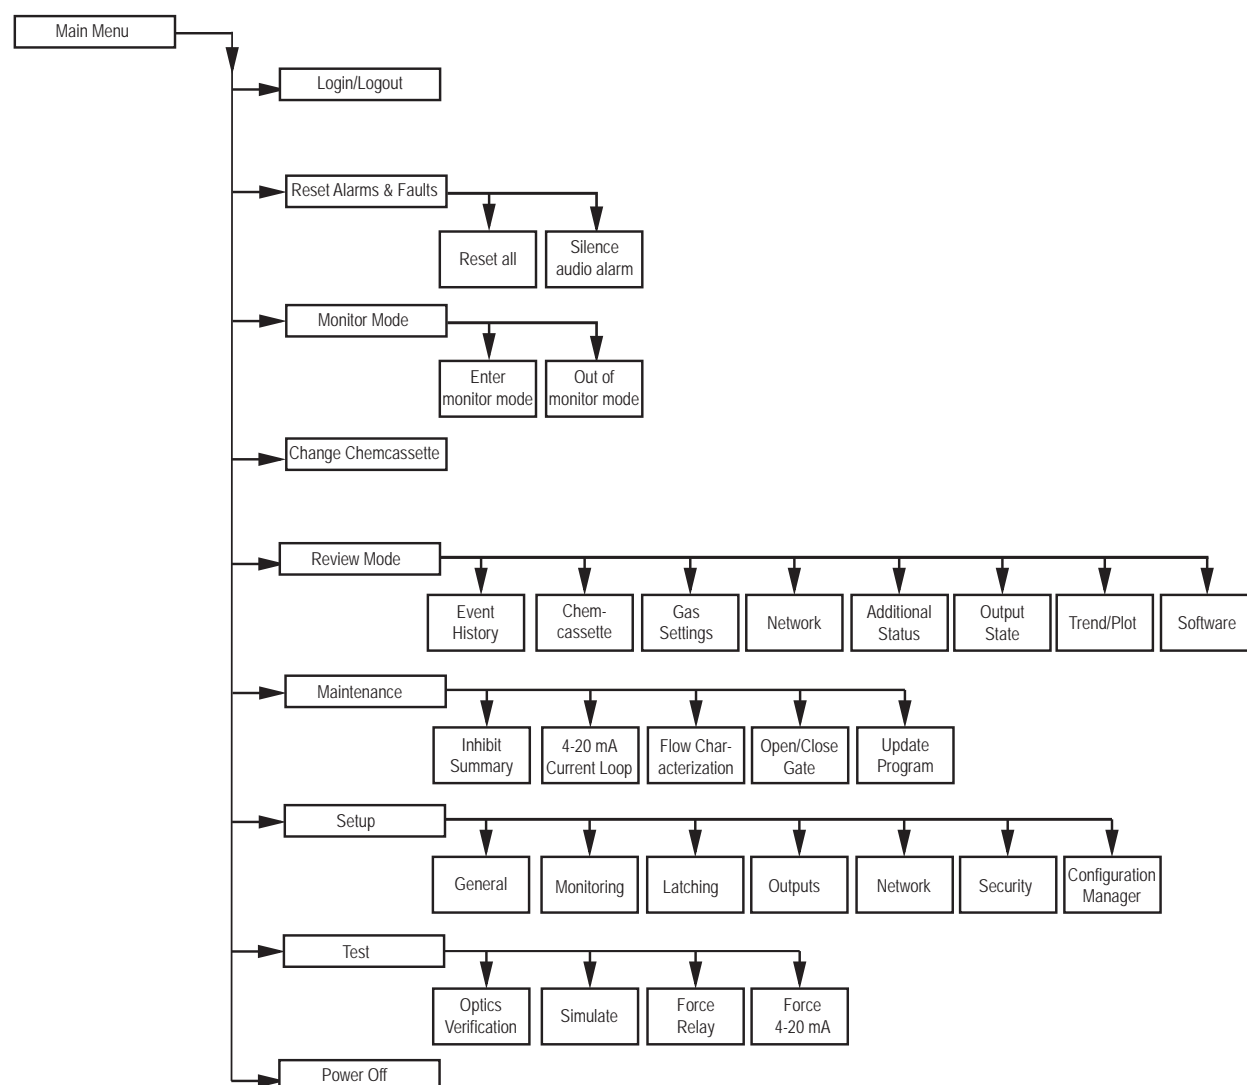 Main Menu
Login/Logout
Reset Alarms & Faults
Reset all
Silence
audio alarm
Monitor Mode
Enter
monitor mode
Out of
monitor mode
Change Chemcassette
Review Mode
Event
History
Chem-
cassette
Gas
Settings
Network
Additional
Status
Output
State
Trend/Plot
Software
Maintenance
Inhibit
Summary
4-20 mA
Current Loop
Flow Char-
acterization
Open/Close
Gate
Update
Program
Setup
General
Monitoring
Latching
Outputs
Network
Security
Configuration
Manager
Test
Optics
Verification
Simulate
Force
Relay
Force
4-20 mA
Power Off